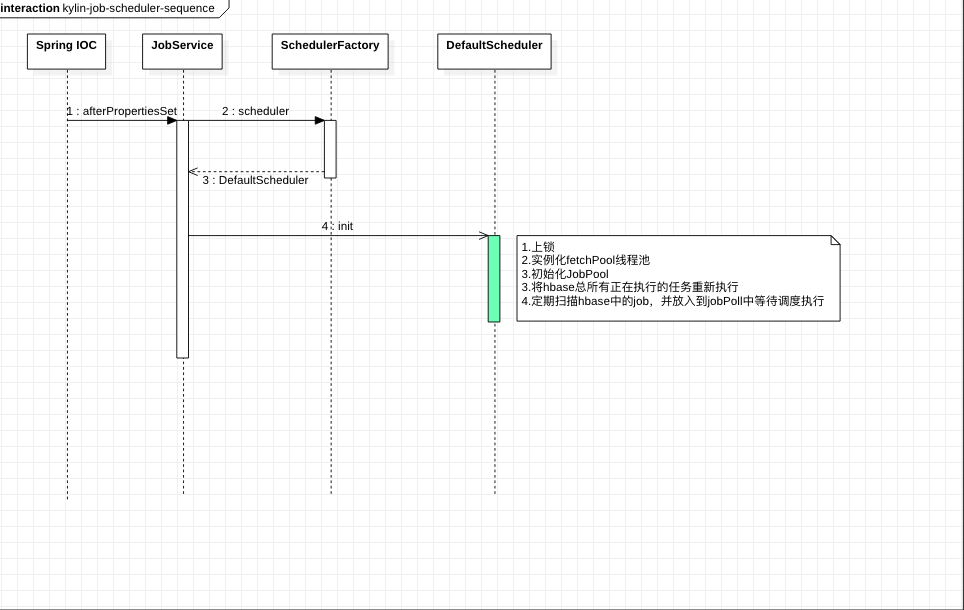 interaction kylin-job-scheduler-sequence
Spring IOC
JobService
SchedulerFactory
DefaultScheduler
1 : afterPropertiesSet
2 : scheduler
3 : DefaultScheduler
4 : init
1.上锁
2.实例化fetchPool线程池
3.初始化JobPool
3.将hbase总所有正在执行的任务重新执行
4.定期扫描hbase中的job，并放入到jobPoll中等待调度执行